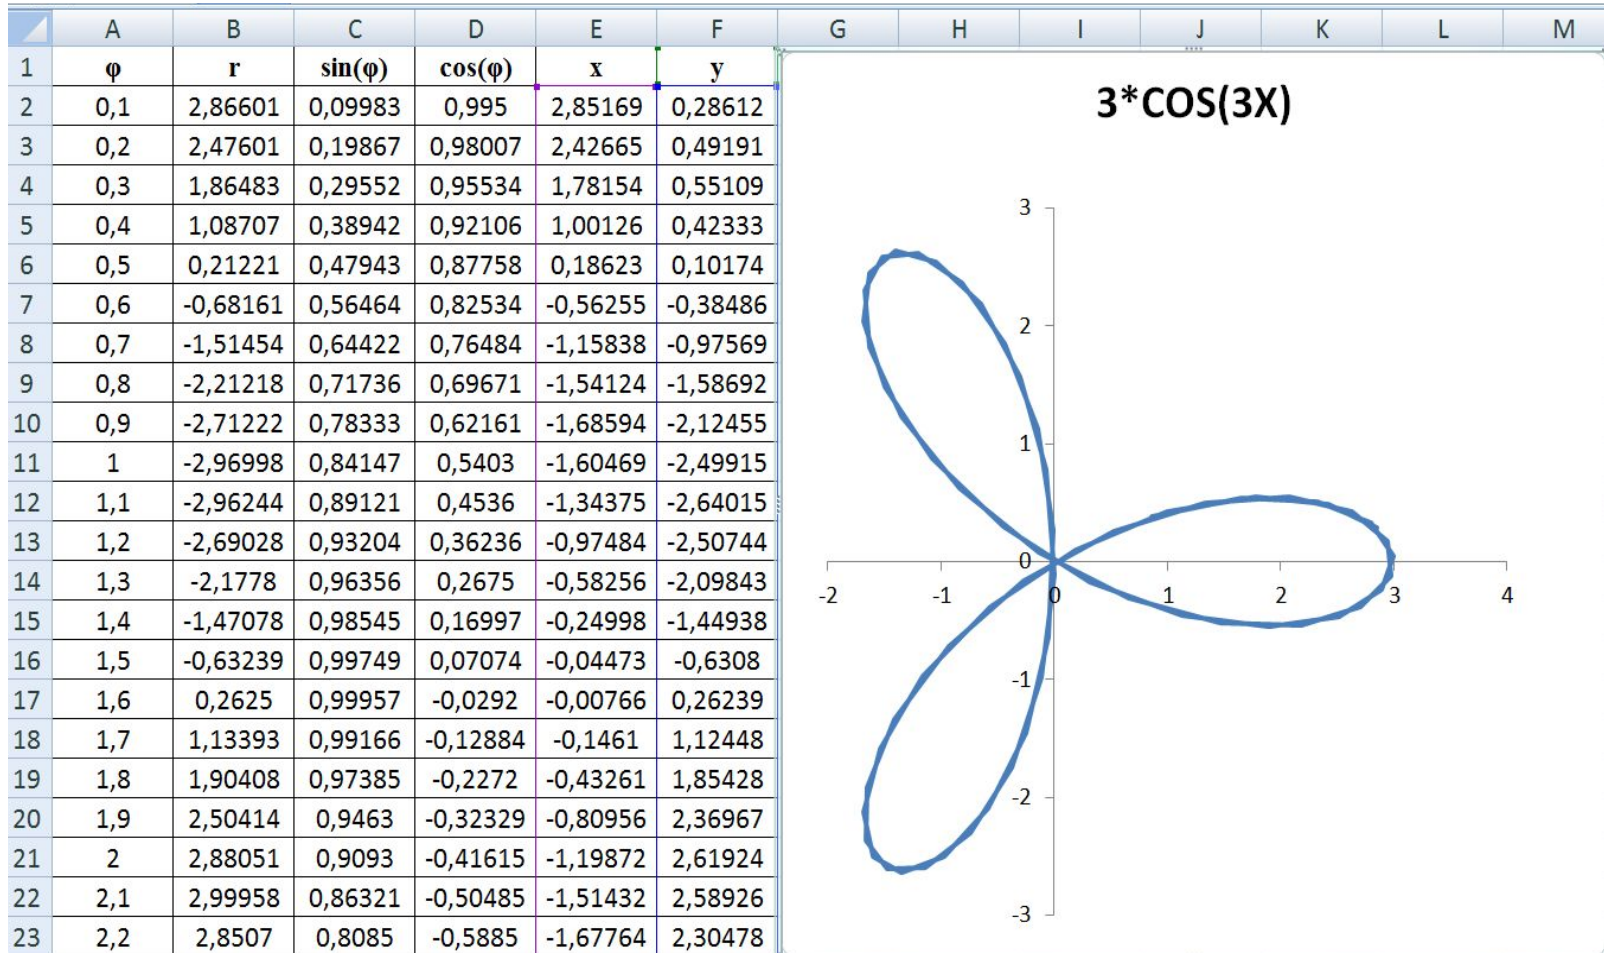 A B C D E F G H I J K L M
1 φ r sin(φ) cos(φ) x y
2 0,1 2,86601 0,09983 0,995 2,85169 0,28612
3 0,2 2,47601 0,19867 0,98007 2,42665 0,49191
4 0,3 1,86483 0,29552 0,95534 1,78154 0,55109
5 0,4 1,08707 0,38942 0,92106 1,00126 0,42333
6 0,5 0,21221 0,47943 0,87758 0,18623 0,10174
7 0,6 -0,68161 0,56464 0,82534 -0,56255 -0,38486
8 0,7 -1,51454 0,64422 0,76484 -1,15838 -0,97569
9 0,8 -2,21218 0,71736 0,69671 -1,54124 -1,58692
10 0,9 -2,71222 0,78333 0,62161 -1,68594 -2,12455
11 1 -2,96998 0,84147 0,5403 -1,60469 -2,49915
12 1,1 -2,96244 0,89121 0,4536 -1,34375 -2,64015
13 1,2 -2,69028 0,93204 0,36236 -0,97484 -2,50744
14 1,3 -2,1778 0,96356 0,2675 -0,58256 -2,09843
15 1,4 -1,47078 0,98545 0,16997 -0,24998 -1,44938
16 1,5 -0,63239 0,99749 0,07074 -0,04473 -0,6308
17 1,6 0,2625 0,99957 -0,0292 -0,00766 0,26239
18 1,7 1,13393 0,99166 -0,12884 -0,1461 1,12448
19 1,8 1,90408 0,97385 -0,2272 -0,43261 1,85428
20 1,9 2,50414 0,9463 -0,32329 -0,80956 2,36967
21 2 2,88051 0,9093 -0,41615 -1,19872 2,61924
22 2,1 2,99958 0,86321 -0,50485 -1,51432 2,58926
23 2,2 2,8507 0,8085 -0,5885 -1,67764 2,30478
3*COS(3X)
3
2
1
0
-2 -1 0 1 2 3 4
-1
-2
-3